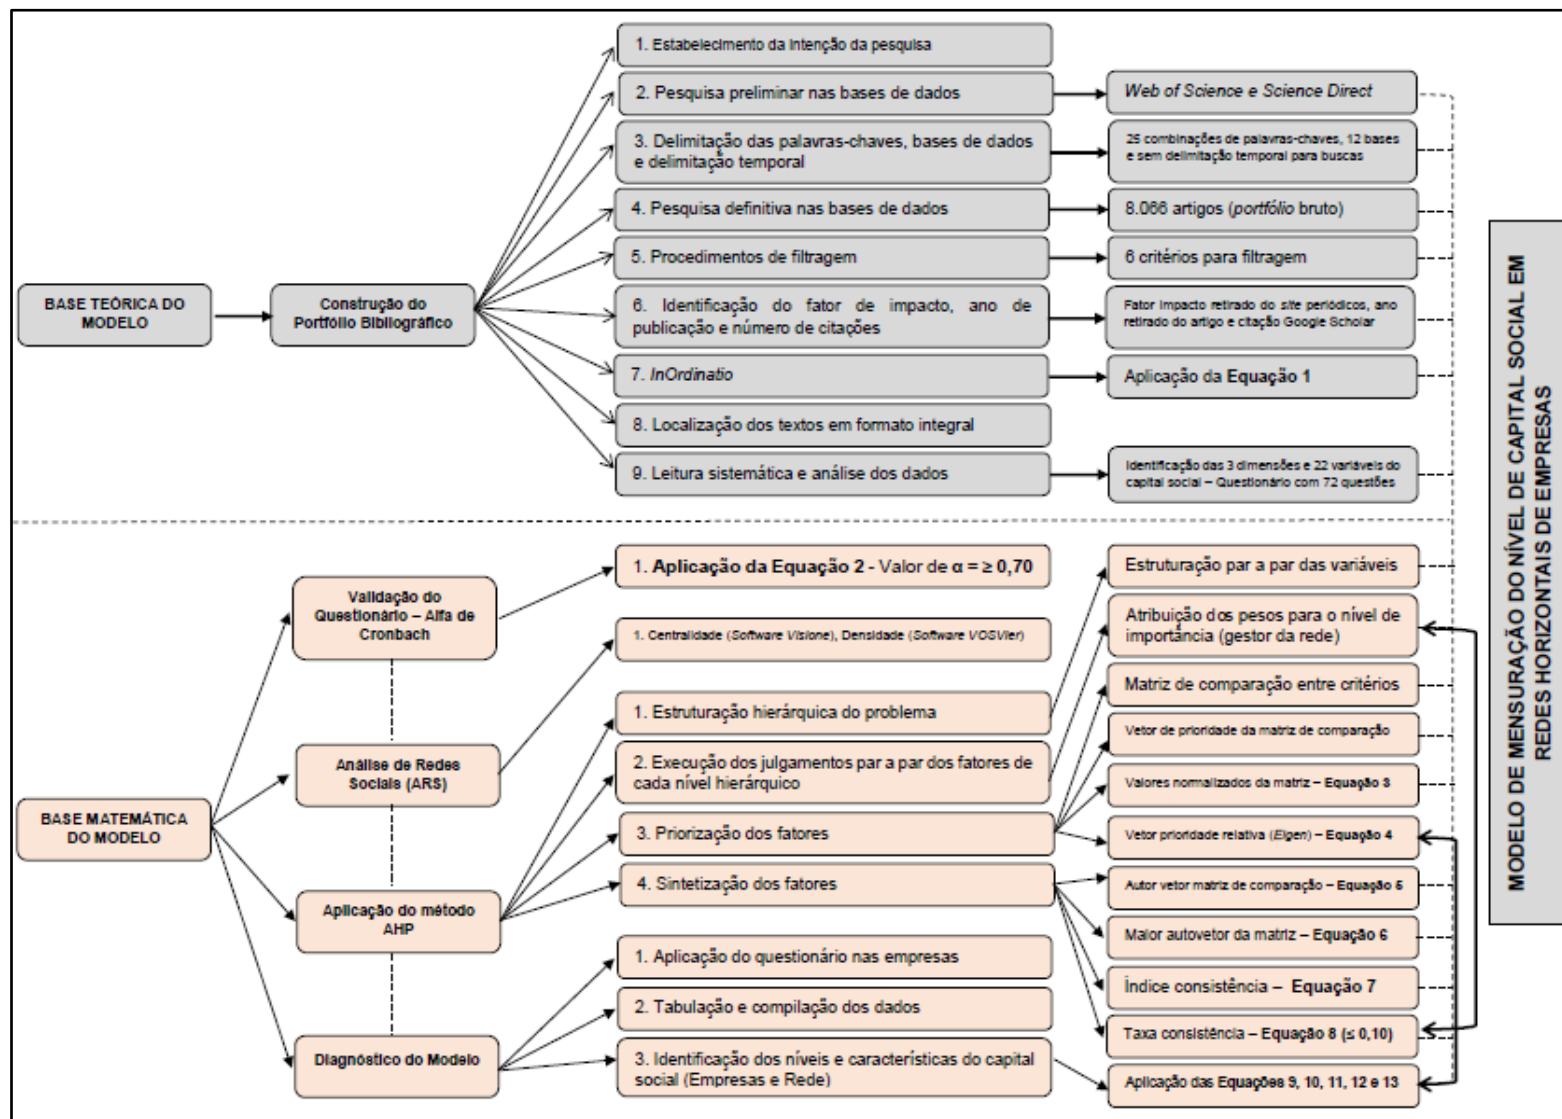 1. Estabelecimento da intenção da pesquisa
2. Pesquisa preliminar nas bases de dados
Web of Science e Science Direct
3. Delimitação das palavras-chaves, bases de dados
e delimitação temporal
25 combinações de palavras-chaves, 12 bases
e sem delimitação temporal para buscas
4. Pesquisa definitiva nas bases de dados
8.066 artigos (portfólio bruto)
5. Procedimentos de filtragem
6 critérios para filtragem
BASE TEÓRICA DO
MODELO
Construção do
Portfólio Bibliográfico
6. Identificação do fator de impacto, ano de
publicação e número de citações
Fator impacto retirado do site periódicos, ano
retirado do artigo e citação Google Scholar
7. InOrdinatio
Aplicação da Equação 1
8. Localização dos textos em formato integral
9. Leitura sistemática e análise dos dados
Identificação das 3 dimensões e 22 variáveis do
capital social – Questionário com 72 questões
MODELO DE MENSURAÇÃO DO NÍVEL DE CAPITAL SOCIAL EM
REDES HORIZONTAIS DE EMPRESAS
BASE MATEMÁTICA
DO MODELO
Validação do
Questionário – Alfa de
Cronbach
1. Aplicação da Equação 2 - Valor de α = ≥ 0,70
Análise de Redes
Sociais (ARS)
1. Centralidade (Software Visione), Densidade (Software VOSVier)
Aplicação do método
AHP
1. Estruturação hierárquica do problema
2. Execução dos julgamentos par a par dos fatores de
cada nível hierárquico
3. Priorização dos fatores
4. Sintetização dos fatores
Estruturação par a par das variáveis
Atribuição dos pesos para o nível de
importância (gestor da rede)
Matriz de comparação entre critérios
Vetor de prioridade da matriz de comparação
Valores normalizados da matriz – Equação 3
Vetor prioridade relativa (Eigen) – Equação 4
Autor vetor matriz de comparação – Equação 5
Maior autovetor da matriz – Equação 6
Índice consistência – Equação 7
Taxa consistência – Equação 8 (≤ 0,10)
Diagnóstico do Modelo
1. Aplicação do questionário nas empresas
2. Tabulação e compilação dos dados
3. Identificação dos níveis e características do capital
social (Empresas e Rede)
Aplicação das Equações 9, 10, 11, 12 e 13